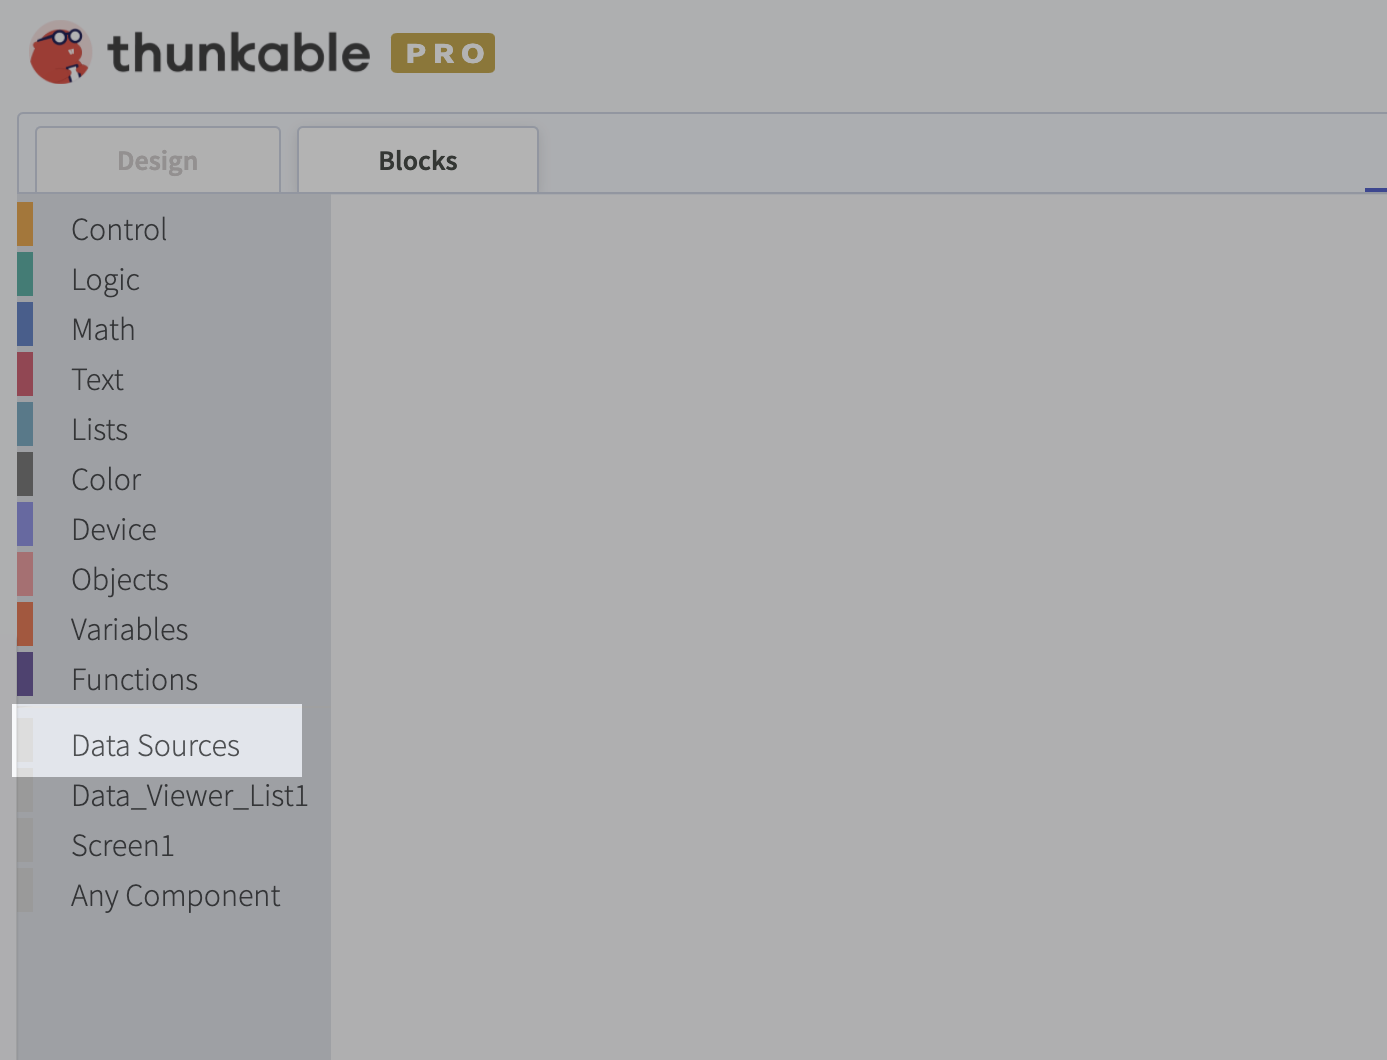 thunkable PRO
Design Blocks
Control
Logic
Math
Text
Lists
Color
Device
Objects
Variables
Functions
Data Sources
Data_Viewer_List1
Screen1
Any Component